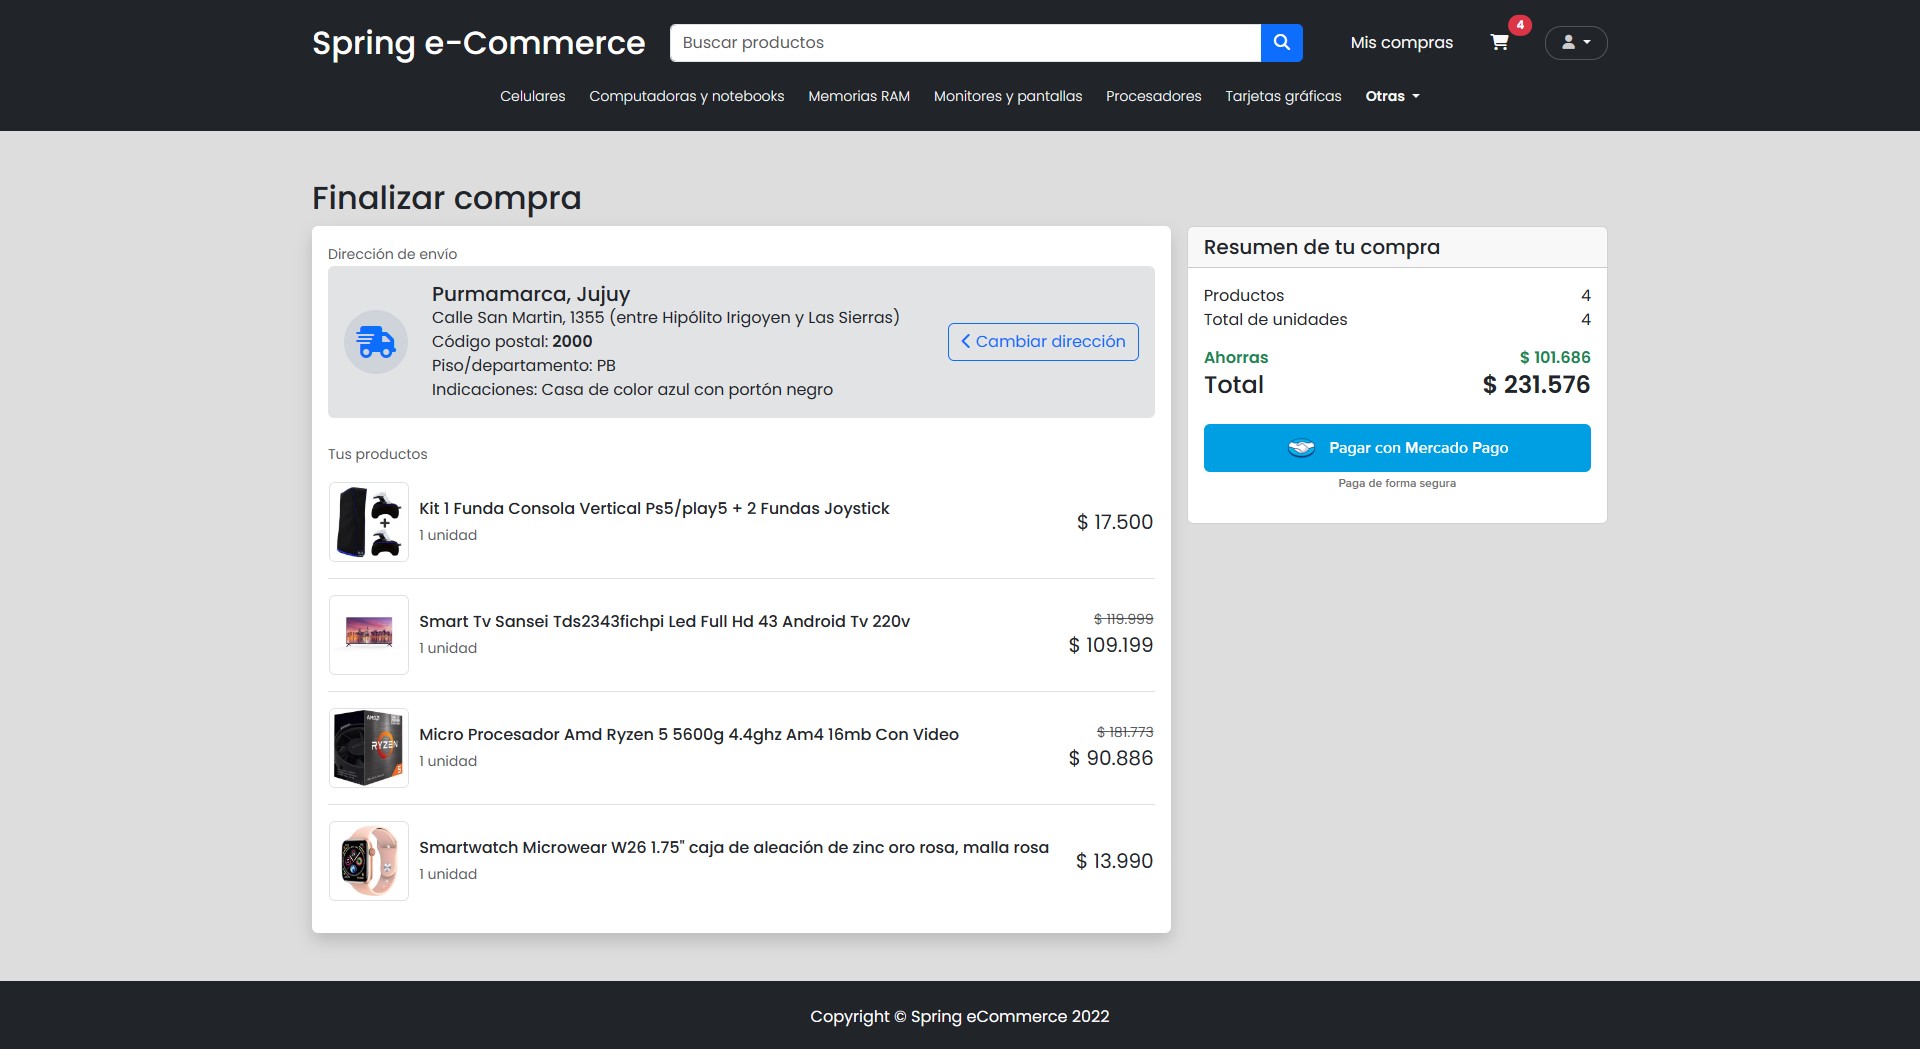 Spring e-Commerce
Buscar productos
Mis compras
4
Celulares
Computadoras y notebooks
Memorias RAM
Monitores y pantallas
Procesadores
Tarjetas gráficas
Otras
Finalizar compra
Dirección de envío
Purmamarca, Jujuy
Calle San Martin, 1355 (entre Hipólito Irigoyen y Las Sierras)
Código postal: 2000
Piso/departamento: PB
Indicaciones: Casa de color azul con portón negro
Cambiar dirección
Tus productos
Kit 1 Funda Consola Vertical Ps5/play5 + 2 Fundas Joystick
1 unidad
$ 17.500
Smart Tv Sansei Tds2343fichpi Led Full Hd 43 Android Tv 220v
1 unidad
$ 119.999
$ 109.199
AMD
RYZEN
5
Micro Procesador Amd Ryzen 5 5600g 4.4ghz Am4 16mb Con Video
1 unidad
$ 181.773
$ 90.886
Smartwatch Microwear W26 1.75" caja de aleación de zinc oro rosa, malla rosa
1 unidad
$ 13.990
Resumen de tu compra
Productos 4
Total de unidades 4
Ahorras $ 101.686
Total $ 231.576
Pagar con Mercado Pago
Paga de forma segura
Copyright © Spring eCommerce 2022